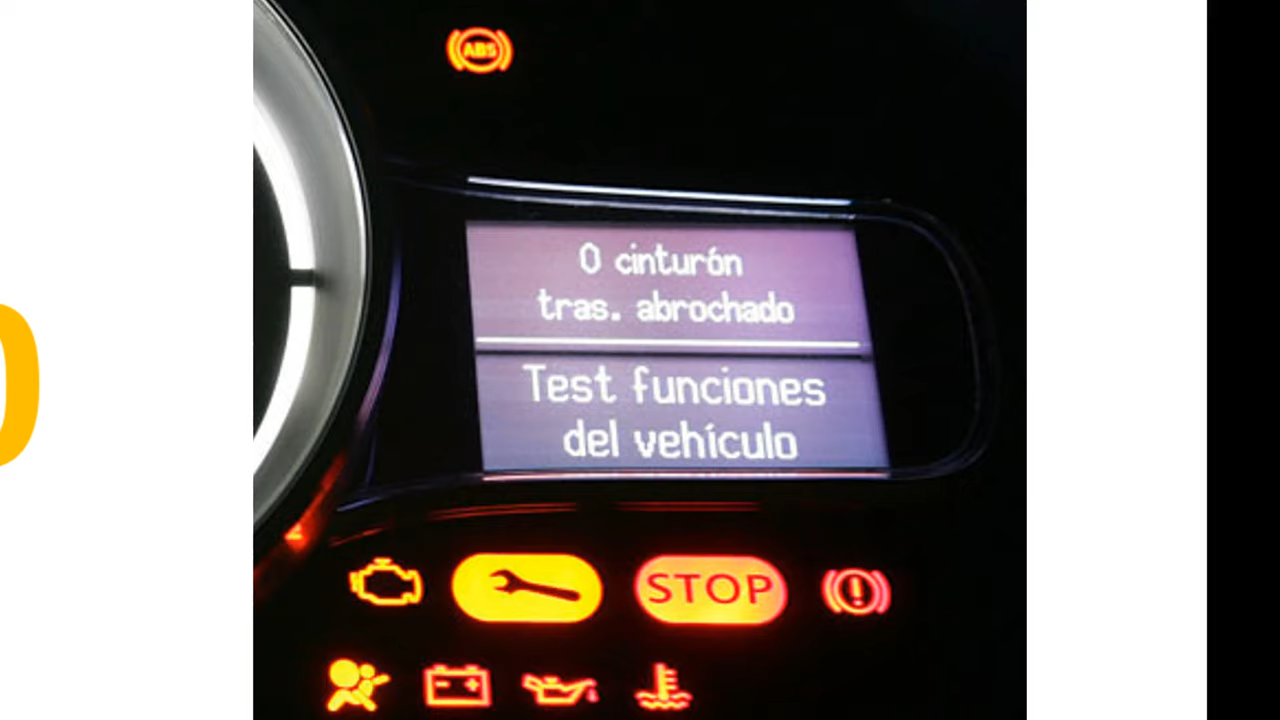 ABS
0 cinturón
tras. abrochado
Test funciones
del vehículo
STOP